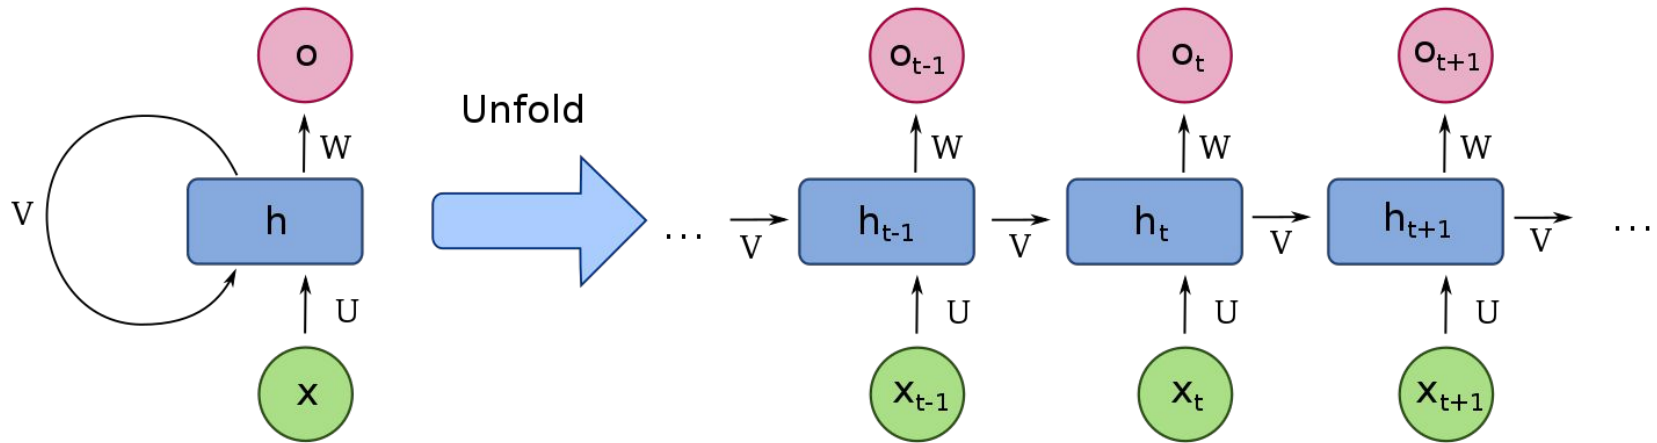 o o_{t-1} o_t o_{t+1}
Unfold
W W W W
V h ... V h_{t-1} V h_t V h_{t+1} V ...
U U U U
x x_{t-1} x_t x_{t+1}